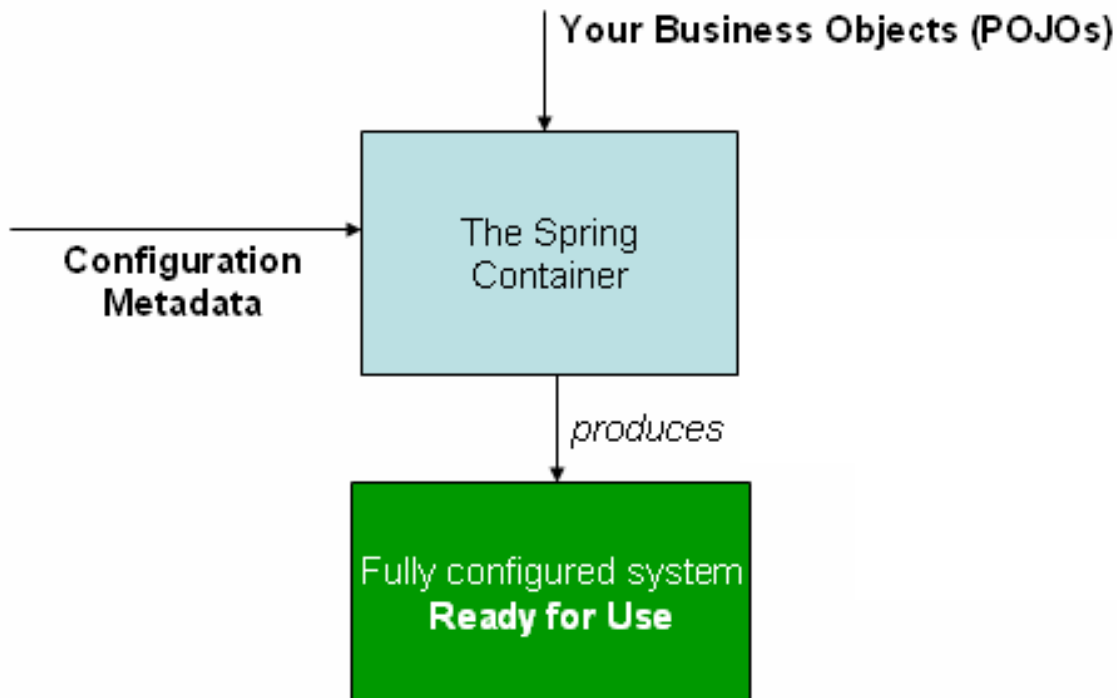 Your Business Objects (POJOs)
The Spring
Container
Configuration
Metadata
produces
Fully configured system
Ready for Use